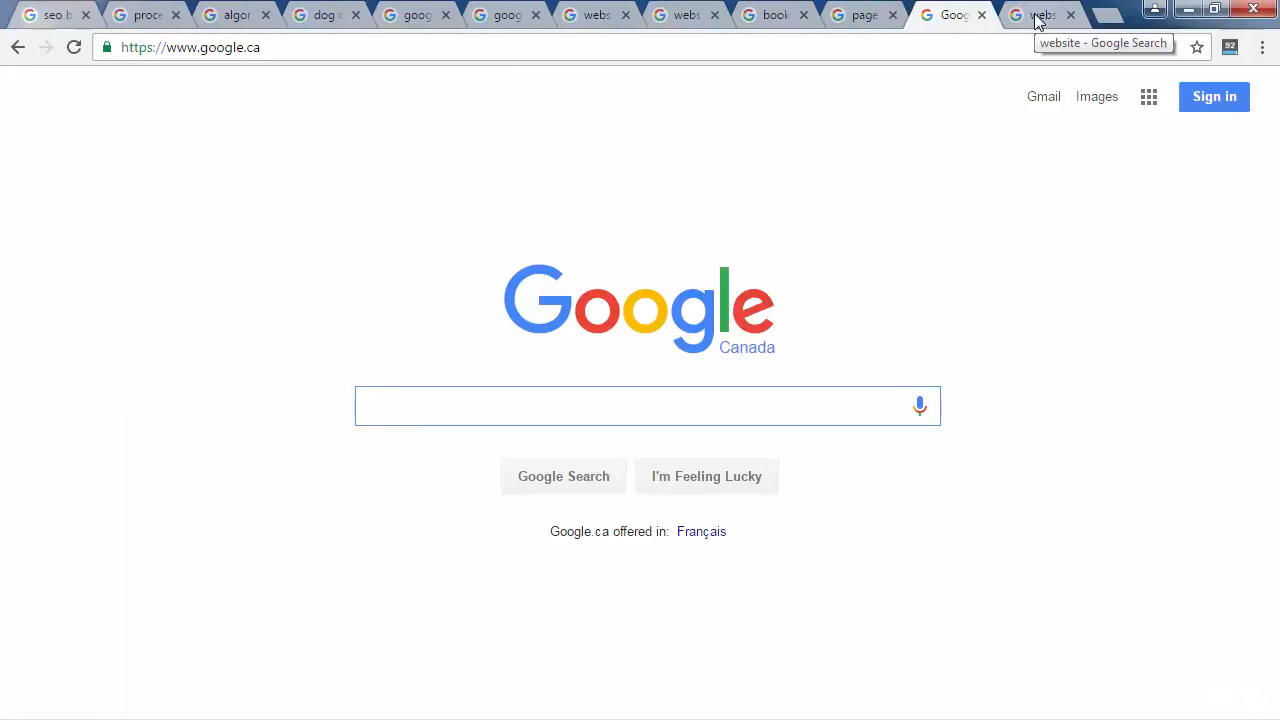 seo b
proce
algor
dog c
goog
goog
webs
webs
book
page
Goog
webs
https://www.google.ca
website - Google Search
92
Gmail
Images
Sign in
Google
Canada
Google Search
I'm Feeling Lucky
Google.ca offered in: Français